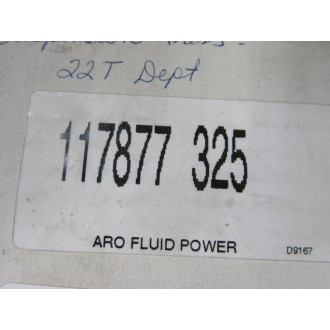 22T Dept
117877 325
ARO FLUID POWER D9167